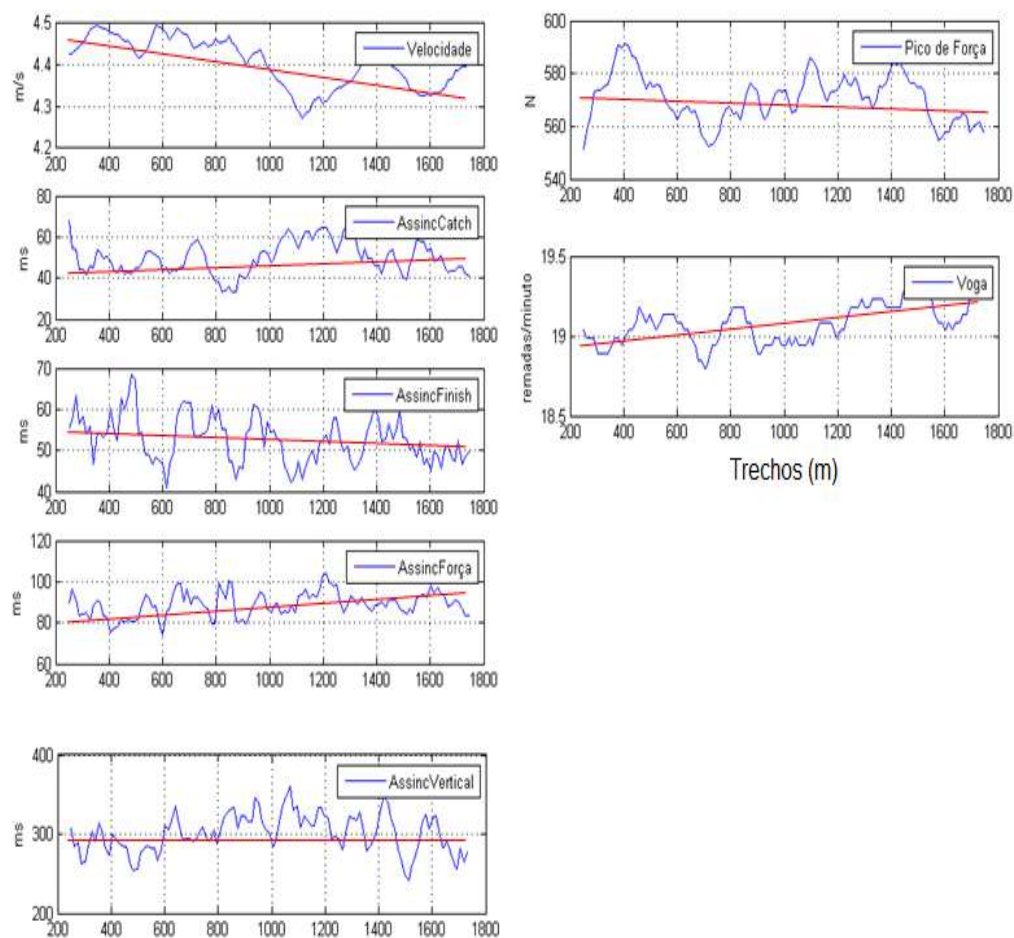 4.5
4.4
4.3
4.2
m/s
Velocidade
200 400 600 800 1000 1200 1400 1600 1800
80
60
40
20
ms
AssincCatch
200 400 600 800 1000 1200 1400 1600 1800
70
60
50
40
ms
AssincFinish
200 400 600 800 1000 1200 1400 1600 1800
120
100
80
60
ms
AssincForça
200 400 600 800 1000 1200 1400 1600 1800
400
300
200
ms
AssincVertical
200 400 600 800 1000 1200 1400 1600 1800
600
580
560
540
N
Pico de Força
200 400 600 800 1000 1200 1400 1600 1800
19.5
19
18.5
remadas/minuto
Voga
200 400 600 800 1000 1200 1400 1600 1800
Trechos (m)